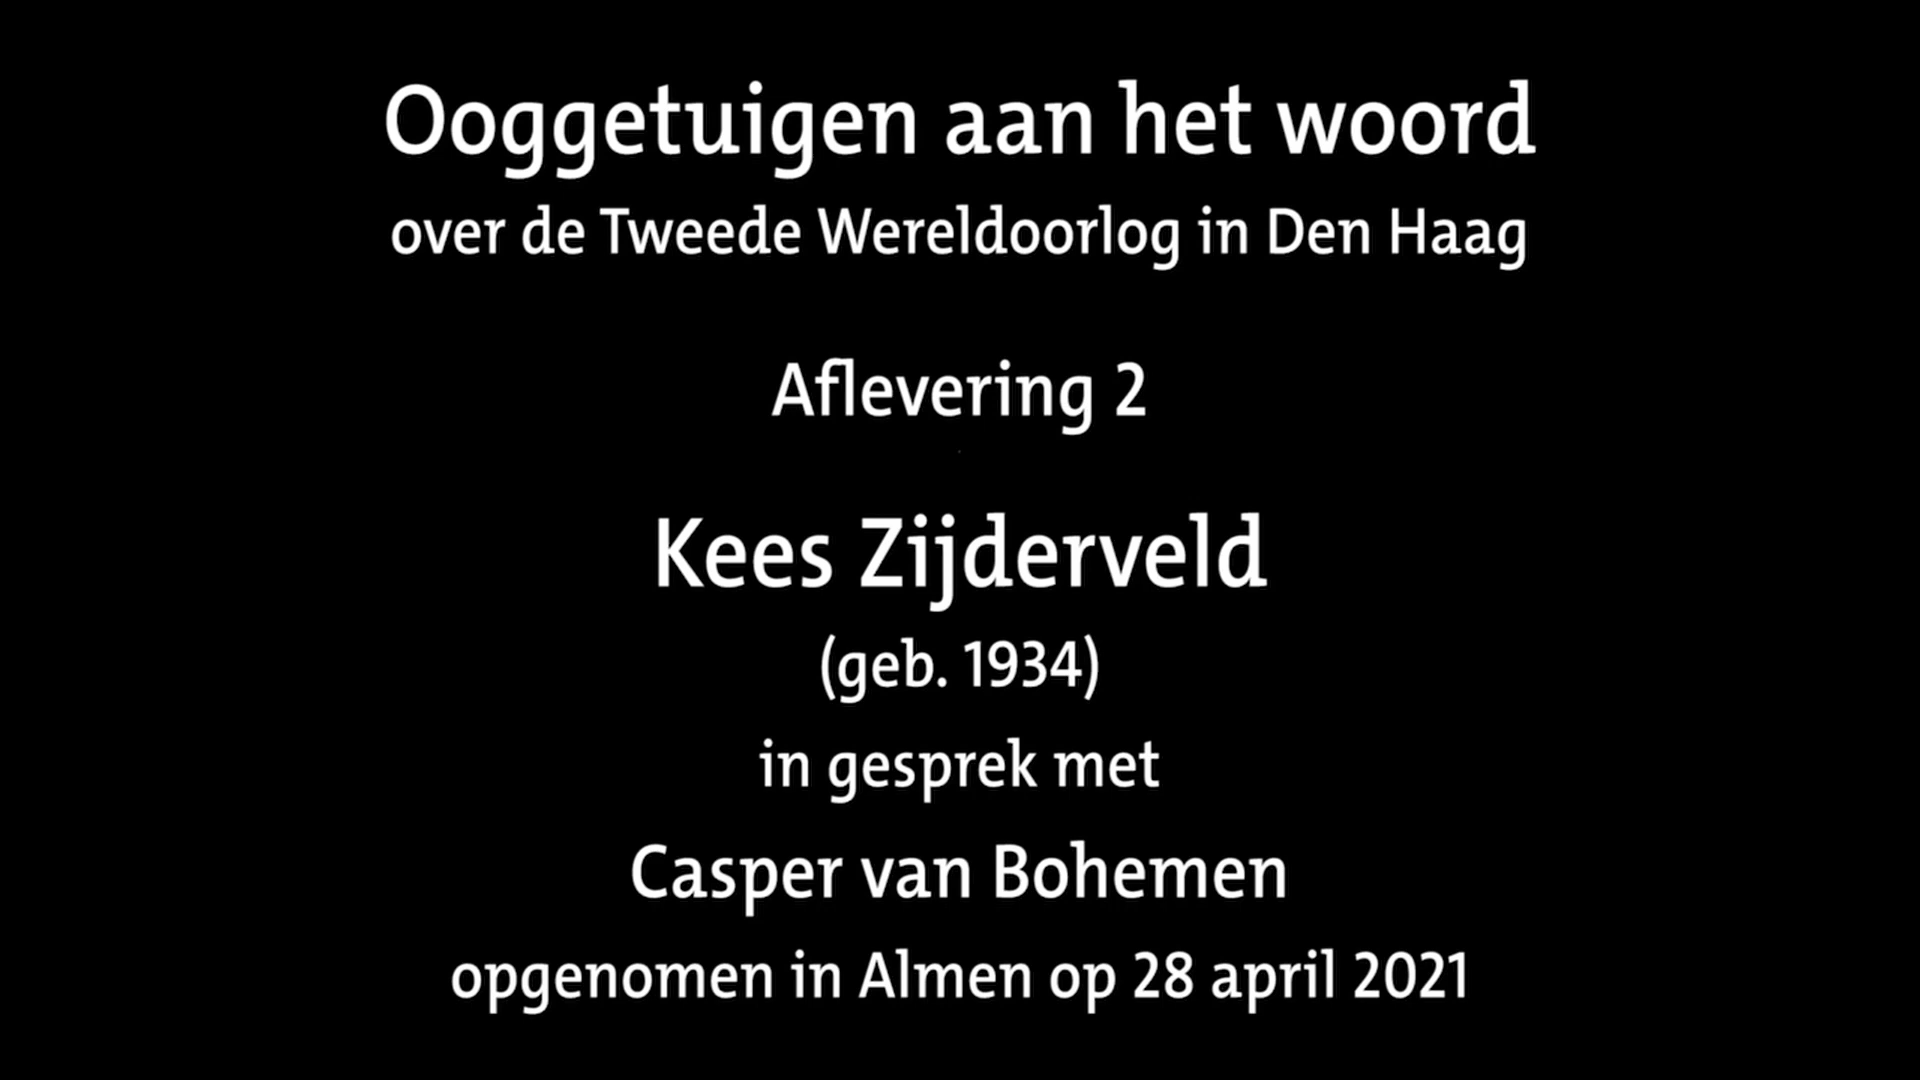 Ooggetuigen aan het woord
over de Tweede Wereldoorlog in Den Haag
Aflevering 2
Kees Zijderveld
(geb. 1934)
in gesprek met
Casper van Bohemen
opgenomen in Almen op 28 april 2021